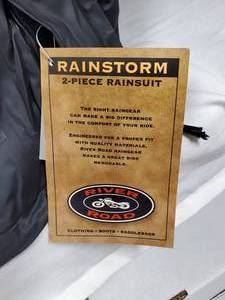 RAINSTORM
2-PIECE RAINSUIT
THE RIGHT RAINGEAR
CAN MAKE A BIG DIFFERENCE
IN THE COMFORT OF YOUR RIDE.
ENGINEERED FOR A PROPER FIT
WITH QUALITY MATERIALS,
RIVER ROAD RAINGEAR
MAKES A GREAT RIDE
MEMORABLE.
RIVER
ROAD
CLOTHING • BOOTS • SADDLEBAGS